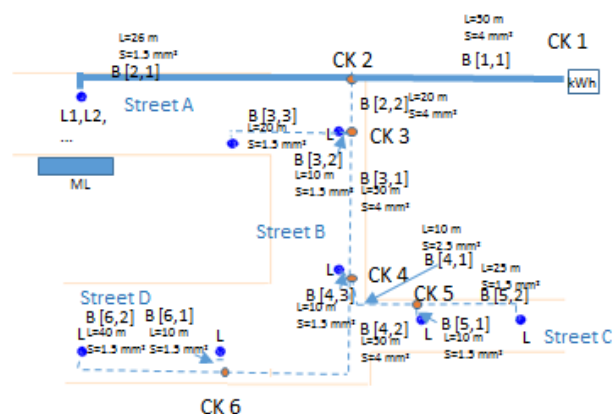 L=26 m
S=1.5 mm²
B [2,1]
Street A
L1,L2,
...
ML
CK 2
L=50 m
S=4 mm²
B [1,1]
CK 1
kWh
B [2,2]
L=20 m
S=4 mm²
B [3,3]
L=20 m
S=1.5 mm²
L
CK 3
B [3,2]
L=10 m
S=1.5 mm²
B [3,1]
L=50 m
S=4 mm²
Street B
L
CK 4
L=10 m
S=2.5 mm²
B [4,1]
L=25 m
S=1.5 mm²
B [5,2]
CK 5
B [4,3]
L=10 m
S=1.5 mm²
B [4,2]
L=50 m
S=4 mm²
L
B [5,1]
L=10 m
S=1.5 mm²
L
Street C
Street D
B [6,2]
L=40 m
S=1.5 mm²
L
B [6,1]
L=10 m
S=1.5 mm²
L
CK 6